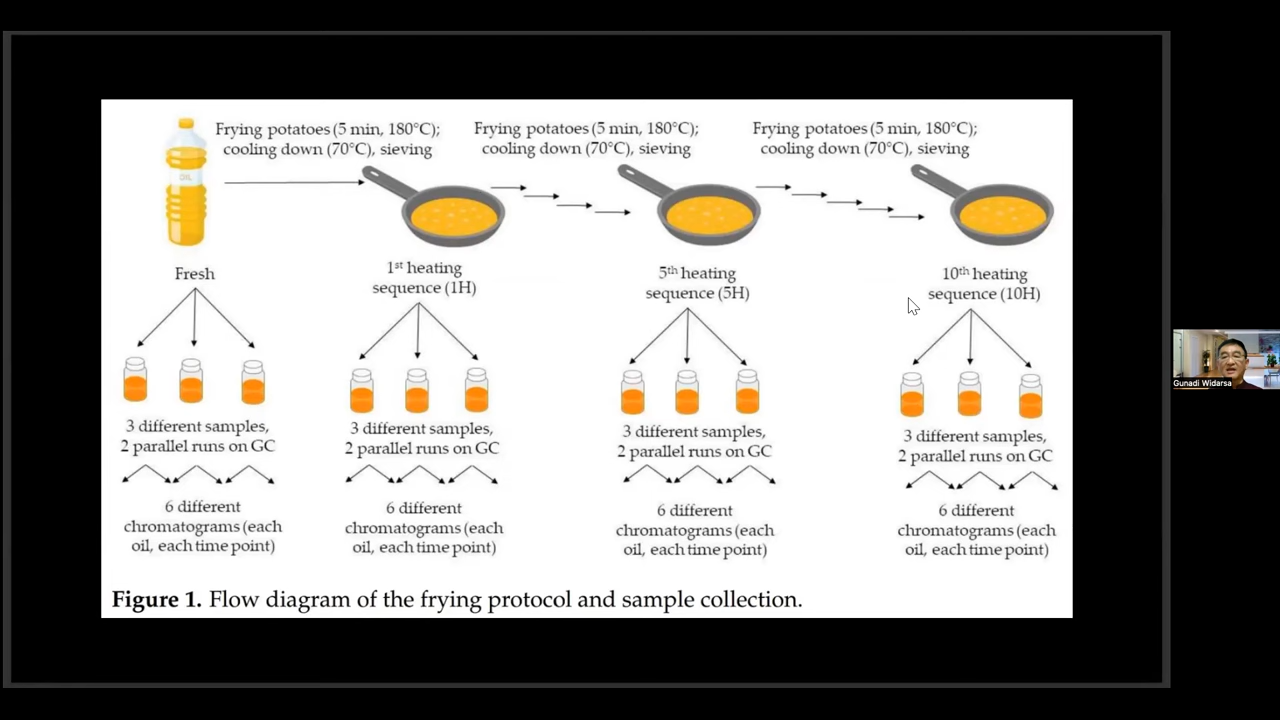 Frying potatoes (5 min, 180°C);
cooling down (70°C), sieving
Frying potatoes (5 min, 180°C);
cooling down (70°C), sieving
Frying potatoes (5 min, 180°C);
cooling down (70°C), sieving
OIL
Fresh
1st heating
sequence (1H)
5th heating
sequence (5H)
10th heating
sequence (10H)
3 different samples,
2 parallel runs on GC
3 different samples,
2 parallel runs on GC
3 different samples,
2 parallel runs on GC
3 different samples,
2 parallel runs on GC
6 different
chromatograms (each
oil, each time point)
6 different
chromatograms (each
oil, each time point)
6 different
chromatograms (each
oil, each time point)
6 different
chromatograms (each
oil, each time point)
Figure 1. Flow diagram of the frying protocol and sample collection.
Gunadi Widarsa